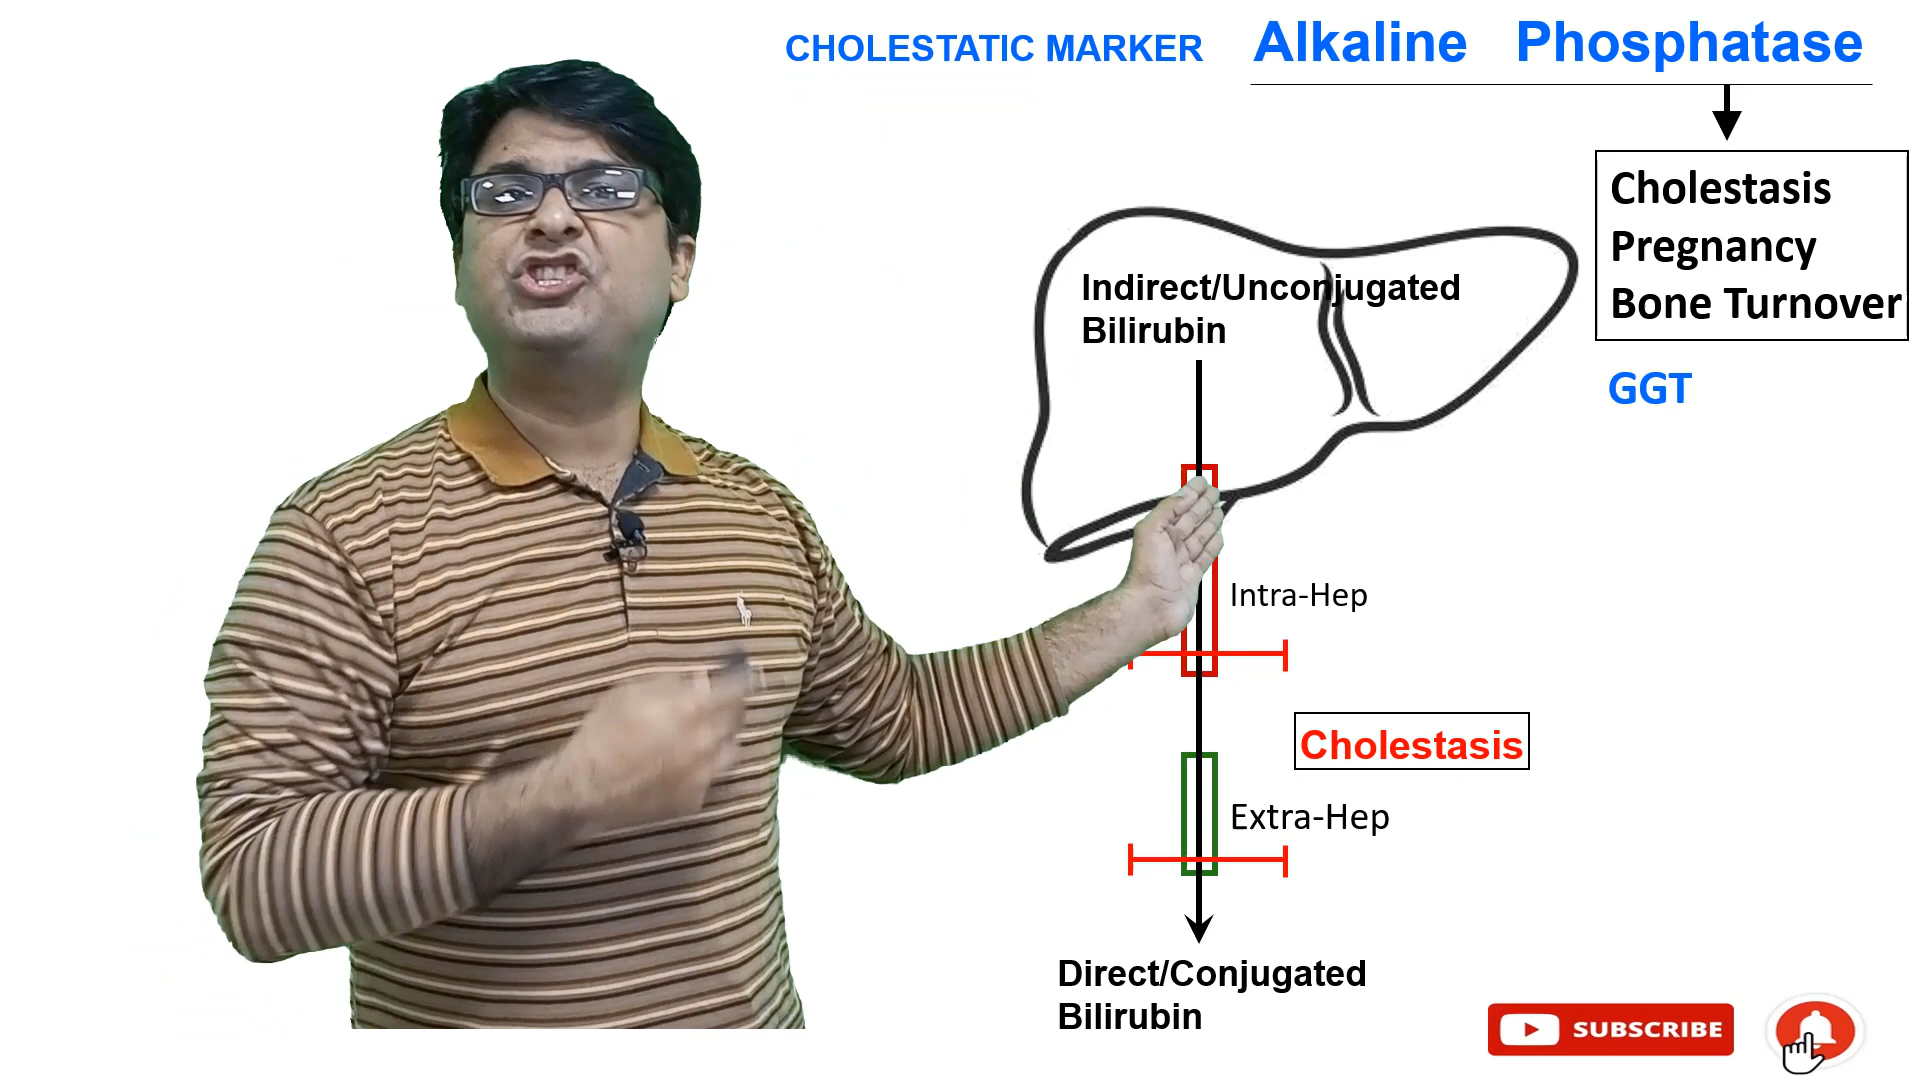 CHOLESTATIC MARKER Alkaline Phosphatase
Cholestasis
Pregnancy
Bone Turnover
GGT
Indirect/Unconjugated
Bilirubin
Intra-Hep
Cholestasis
Extra-Hep
Direct/Conjugated
Bilirubin
SUBSCRIBE